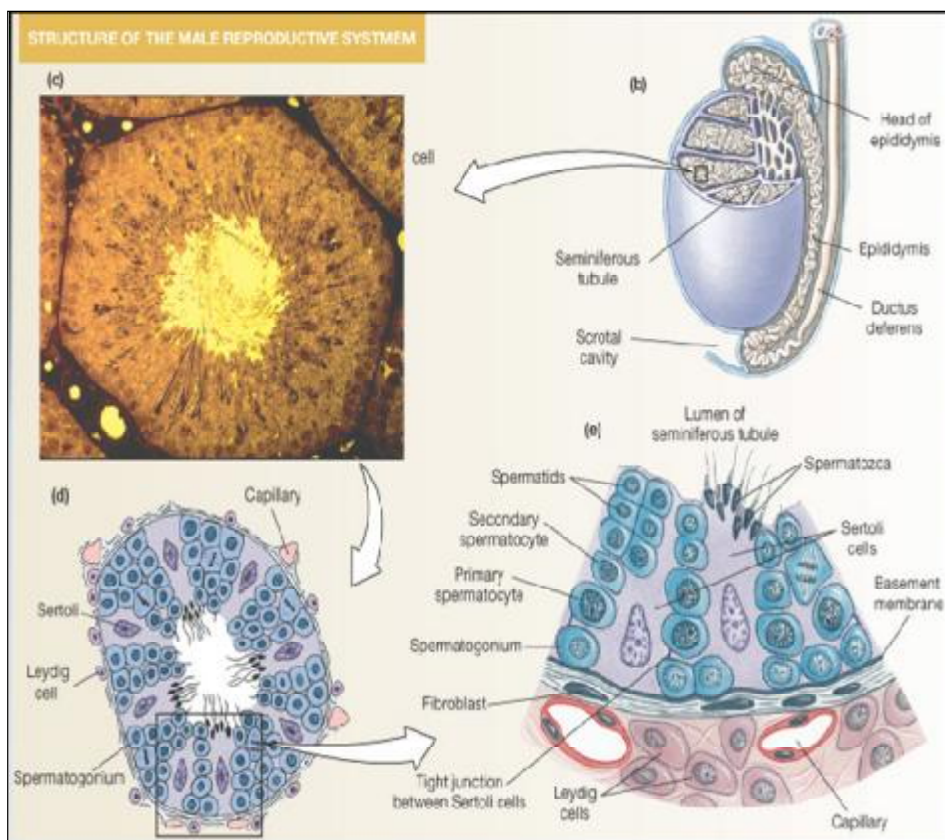 STRUCTURE OF THE MALE REPRODUCTIVE SYSTMEM
(c)
cell
(b)
Head of
epididymis
Seminiferous
tubule
Epididymis
Ductus
deferens
Scrotal
cavity
(d)
Capillary
Sertoli
Leydig
cell
Spermatogonium
(e)
Lumen of
seminiferous tubule
Spermatids
Spermatozca
Secondary
spermatocyte
Sertoli
cells
Primary
spermatocyte
Easement
membrane
Spermatogonium
Fibroblast
Tight junction
between Sertoli cells
Leydig
cells
Capillary